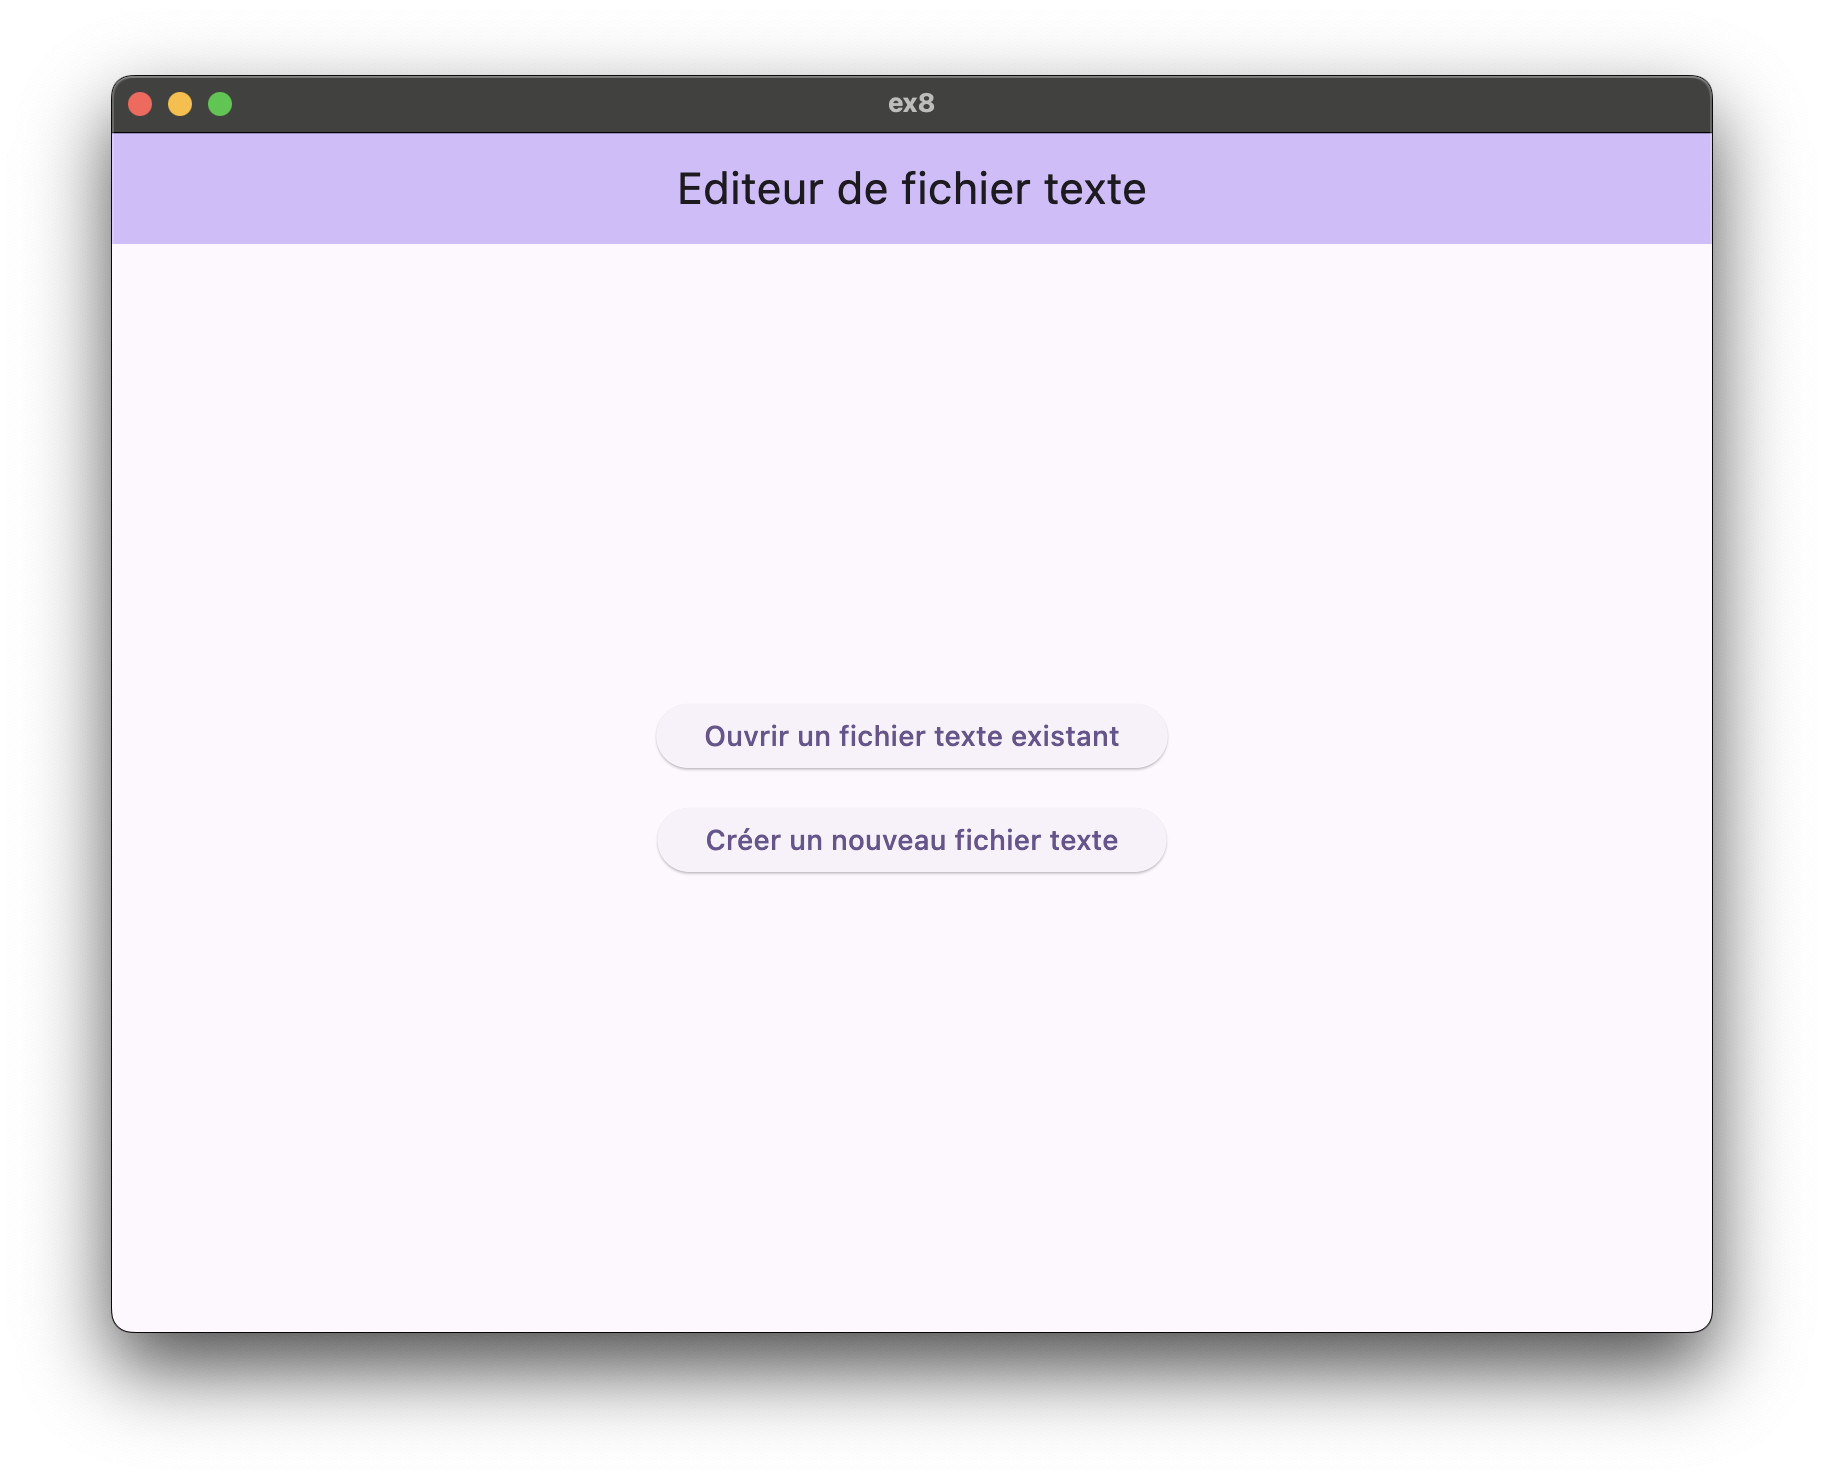 ex8
Editeur de fichier texte
Ouvrir un fichier texte existant
Créer un nouveau fichier texte